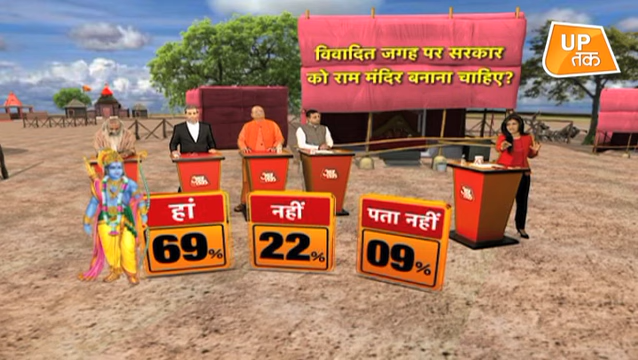 UP
तक
विवादित जगह पर सरकार
को राम मंदिर बनाना चाहिए?
हां
69%
नहीं
22%
पता नहीं
09%